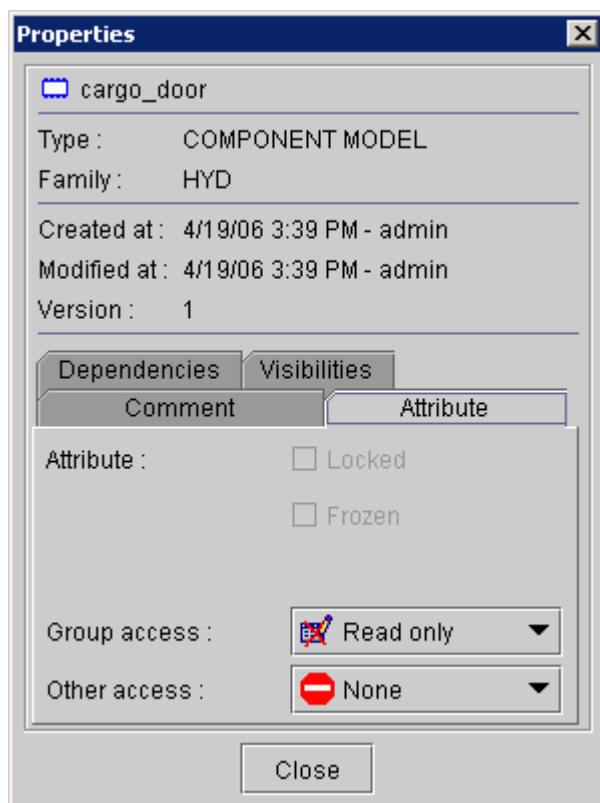 Properties
cargo_door
Type : COMPONENT MODEL
Family : HYD
Created at : 4/19/06 3:39 PM - admin
Modified at : 4/19/06 3:39 PM - admin
Version : 1
Dependencies Visibilities
Comment Attribute
Attribute : Locked
Frozen
Group access : Read only
Other access : None
Close